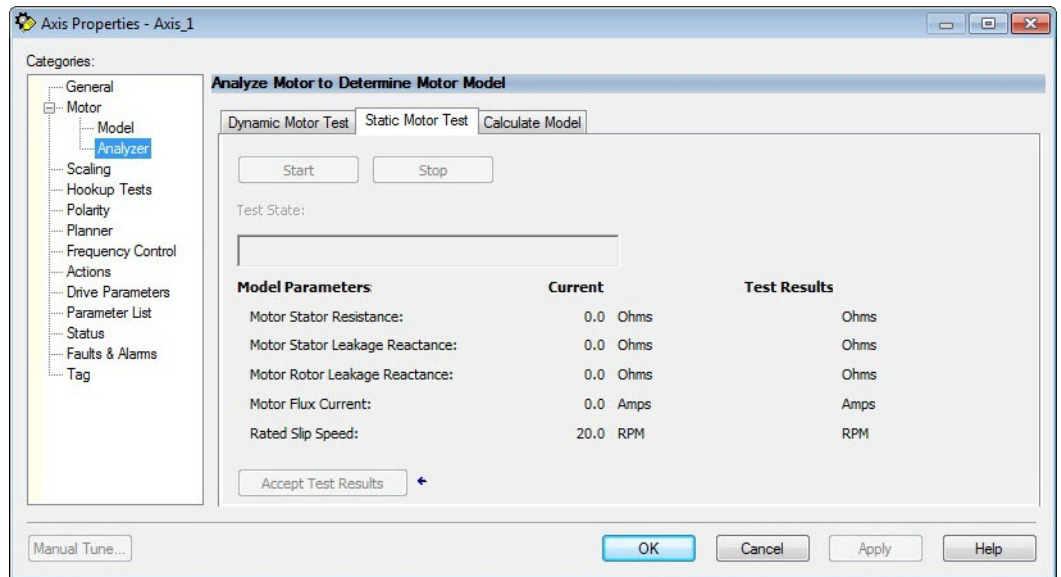 Axis Properties - Axis_1
Categories:
General
Motor
Model
Analyzer
Scaling
Hookup Tests
Polarity
Planner
Frequency Control
Actions
Drive Parameters
Parameter List
Status
Faults & Alarms
Tag
Analyze Motor to Determine Motor Model
Dynamic Motor Test Static Motor Test Calculate Model
Start Stop
Test State:
Model Parameters Current Test Results
Motor Stator Resistance: 0.0 Ohms Ohms
Motor Stator Leakage Reactance: 0.0 Ohms Ohms
Motor Rotor Leakage Reactance: 0.0 Ohms Ohms
Motor Flux Current: 0.0 Amps Amps
Rated Slip Speed: 20.0 RPM RPM
Accept Test Results
Manual Tune... OK Cancel Apply Help